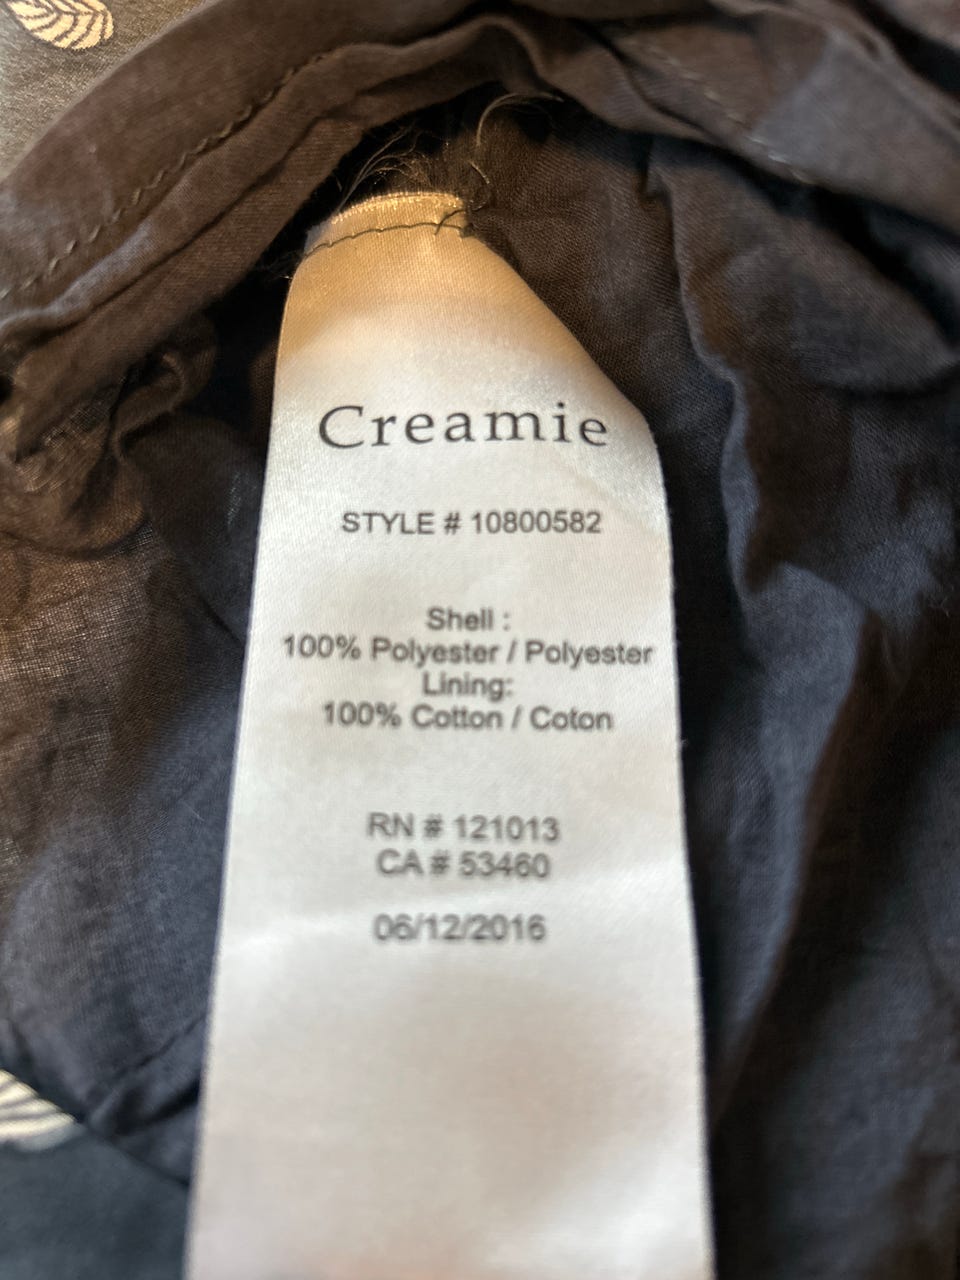 Creamie
STYLE # 10800582
Shell :
100% Polyester / Polyester
Lining:
100% Cotton / Coton
RN # 121013
CA # 53460
06/12/2016